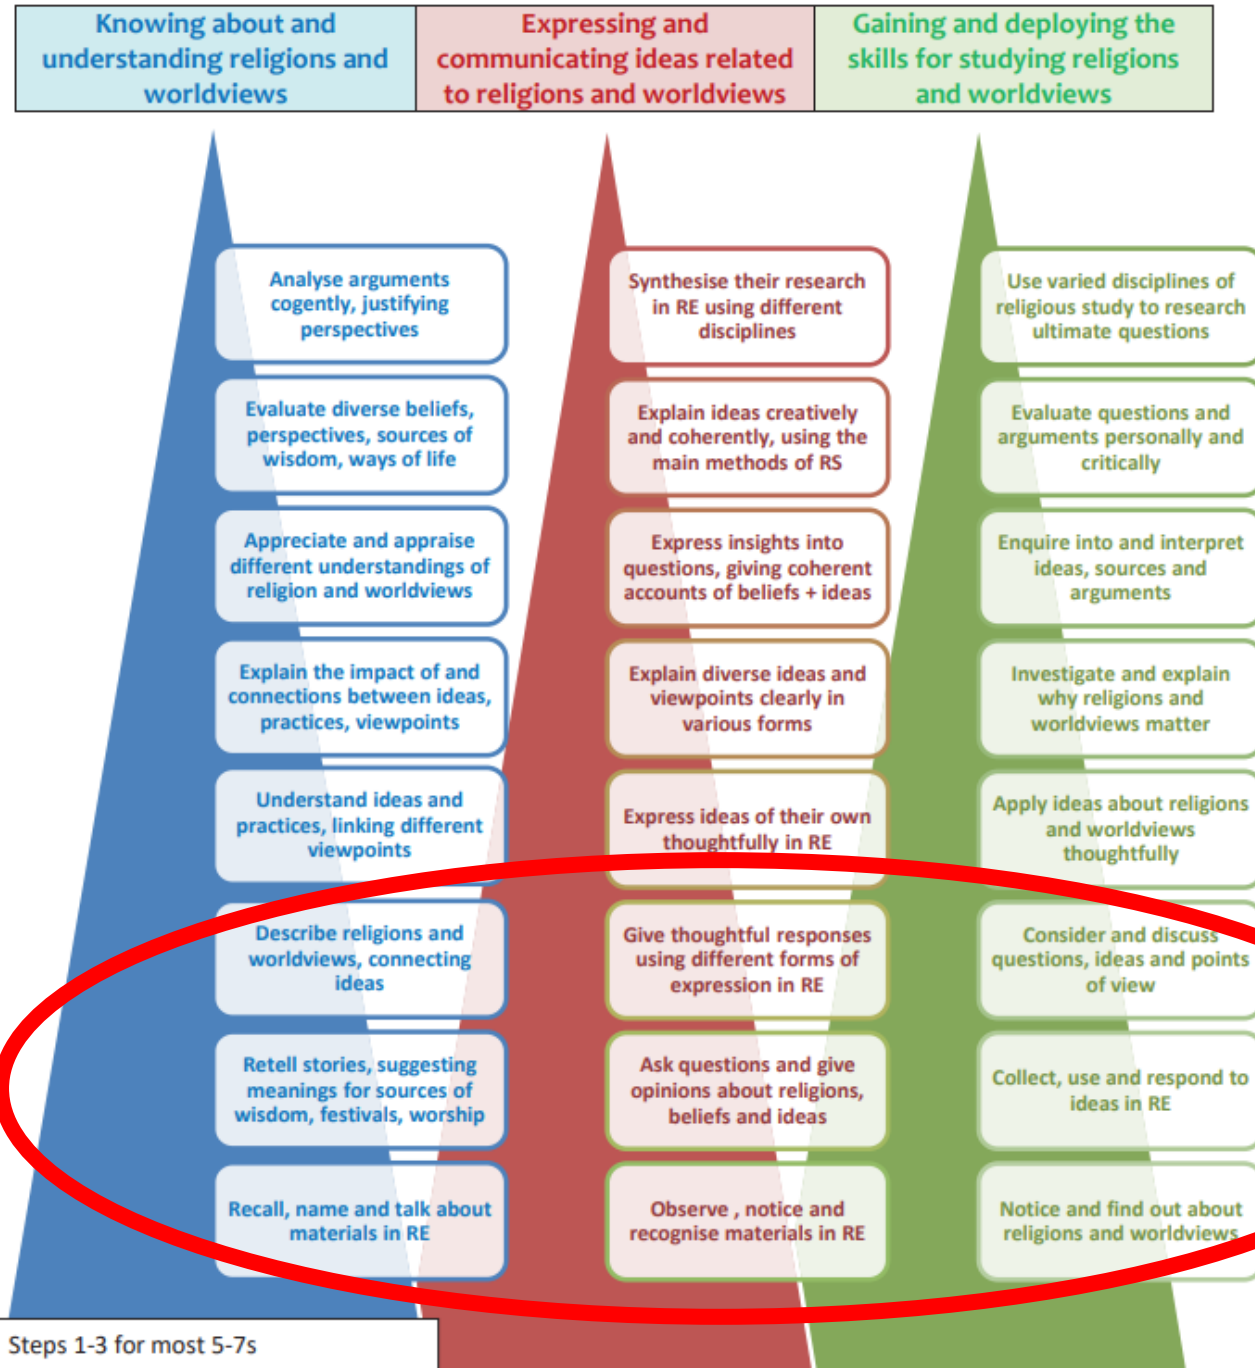 Knowing about and
understanding religions and
worldviews
Expressing and
communicating ideas related
to religions and worldviews
Gaining and deploying the
skills for studying religions
and worldviews
Analyse arguments
cogently, justifying
perspectives
Synthesise their research
in RE using different
disciplines
Use varied disciplines of
religious study to research
ultimate questions
Evaluate diverse beliefs,
perspectives, sources of
wisdom, ways of life
Explain ideas creatively
and coherently, using the
main methods of RS
Evaluate questions and
arguments personally and
critically
Appreciate and appraise
different understandings of
religion and worldviews
Express insights into
questions, giving coherent
accounts of beliefs + ideas
Enquire into and interpret
ideas, sources and
arguments
Explain the impact of and
connections between ideas,
practices, viewpoints
Explain diverse ideas and
viewpoints clearly in
various forms
Investigate and explain
why religions and
worldviews matter
Understand ideas and
practices, linking different
viewpoints
Express ideas of their own
thoughtfully in RE
Apply ideas about religions
and worldviews
thoughtfully
Describe religions and
worldviews, connecting
ideas
Give thoughtful responses
using different forms of
expression in RE
Consider and discuss
questions, ideas and points
of view
Retell stories, suggesting
meanings for sources of
wisdom, festivals, worship
Ask questions and give
opinions about religions,
beliefs and ideas
Collect, use and respond to
ideas in RE
Recall, name and talk about
materials in RE
Observe , notice and
recognise materials in RE
Notice and find out about
religions and worldviews
Steps 1-3 for most 5-7s